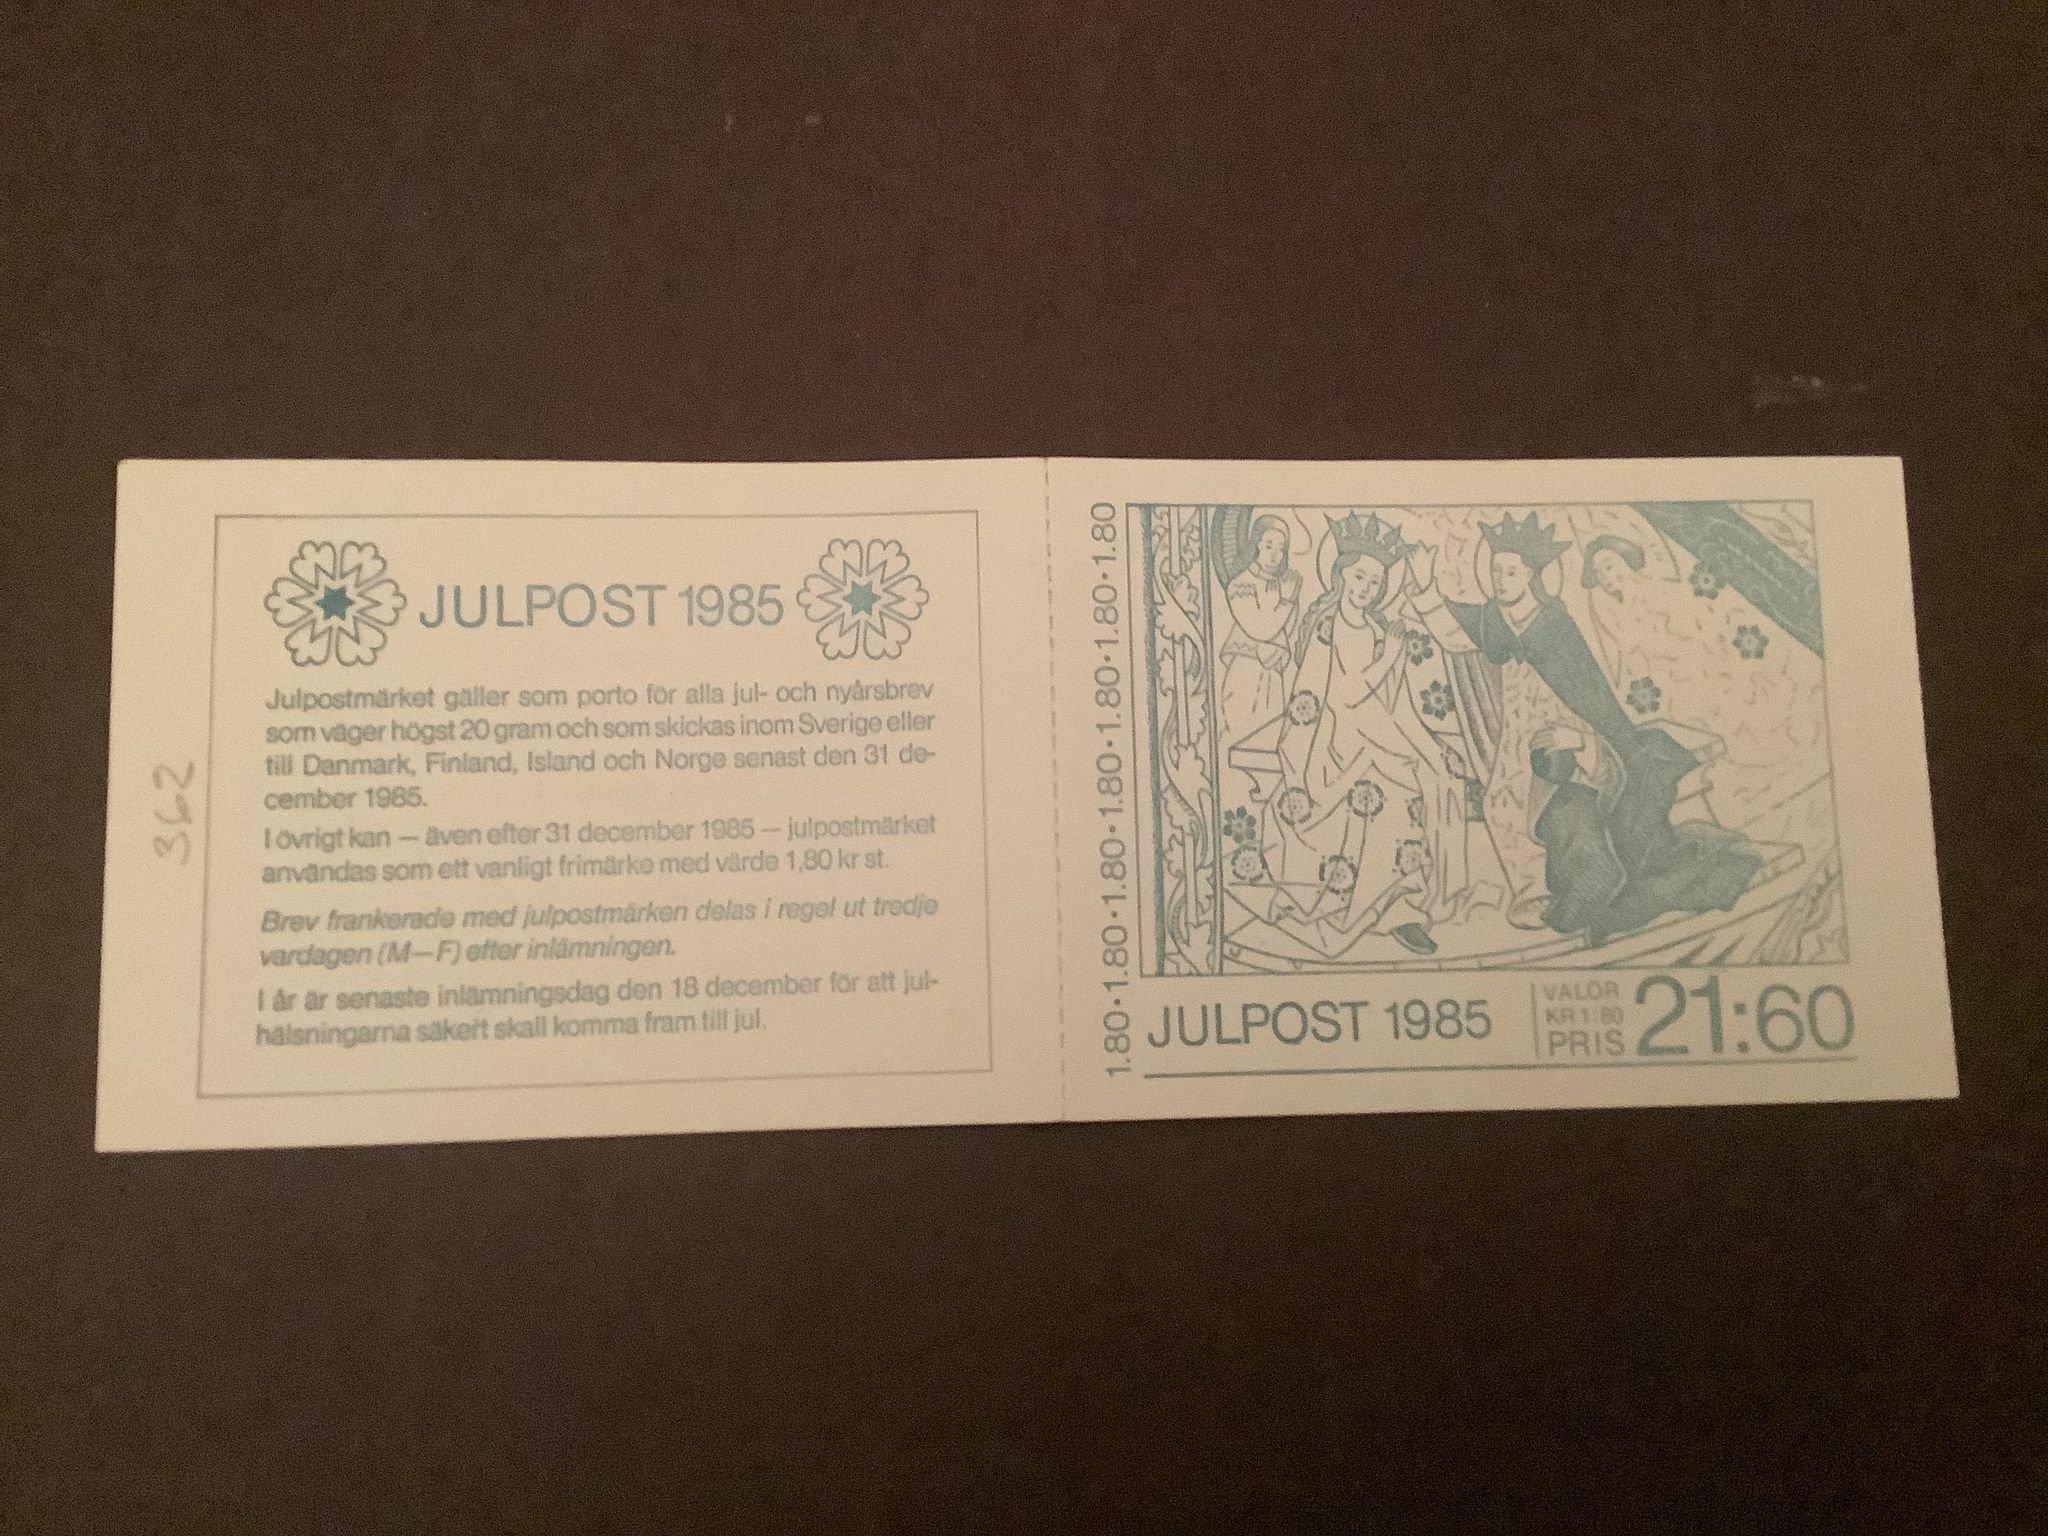 362
JULPOST 1985
Julpostmärket gäller som porto för alla jul- och nyårsbrev
som väger högst 20 gram och som skickas inom Sverige eller
till Danmark, Finland, Island och Norge senast den 31 de-
cember 1985.
I övrigt kan – även efter 31 december 1985 – julpostmärket
användas som ett vanligt frimärke med värde 1,80 kr st.
Brev frankerade med julpostmärken delas i regel ut tredje
vardagen (M–F) efter inlämningen.
I år är senaste inlämningsdag den 18 december för att jul-
hälsningarna säkert skall komma fram till jul.
1.80·1.80·1.80·1.80·1.80·1.80·1.80
JULPOST 1985
VALÖR
KR 1.80
PRIS 21:60